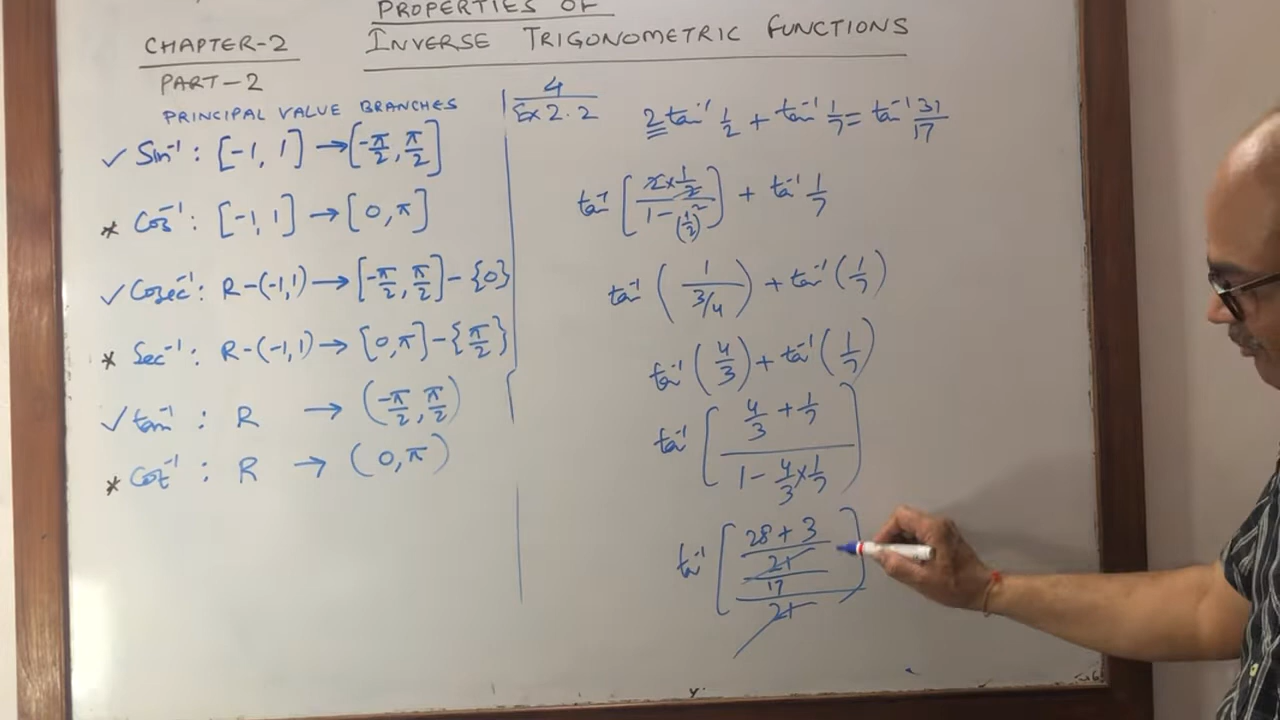 PROPERTIES OF
CHAPTER-2
INVERSE TRIGONOMETRIC FUNCTIONS
PART-2
PRINCIPAL VALUE BRANCHES
✓ Sin⁻¹ : [-1, 1] → [-π/2, π/2]
* Cos⁻¹ : [-1, 1] → [0, π]
✓ Cosec⁻¹ : R-(-1,1) → [-π/2, π/2] - {0}
* Sec⁻¹ : R-(-1,1) → [0, π] - {π/2}
✓ tan⁻¹ : R → (-π/2, π/2)
* Cot⁻¹ : R → (0, π)
4
Ex 2.2
2 tan⁻¹ 1/2 + tan⁻¹ 1/7 = tan⁻¹ 31/17
tan⁻¹ [ (2 × 1/2) / (1 - (1/2)²) ] + tan⁻¹ 1/7
tan⁻¹ ( 1 / (3/4) ) + tan⁻¹ (1/7)
tan⁻¹ (4/3) + tan⁻¹ (1/7)
tan⁻¹ [ (4/3 + 1/7) / (1 - 4/3 × 1/7) ]
tan⁻¹ [ ((28 + 3)/21) / (17/21) ]